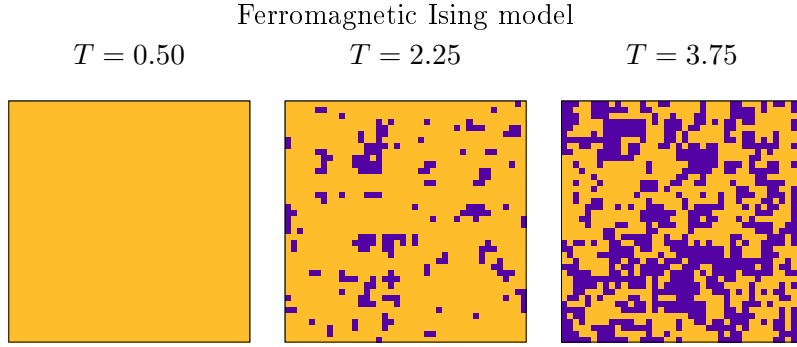 Ferromagnetic Ising model
T = 0.50 T = 2.25 T = 3.75